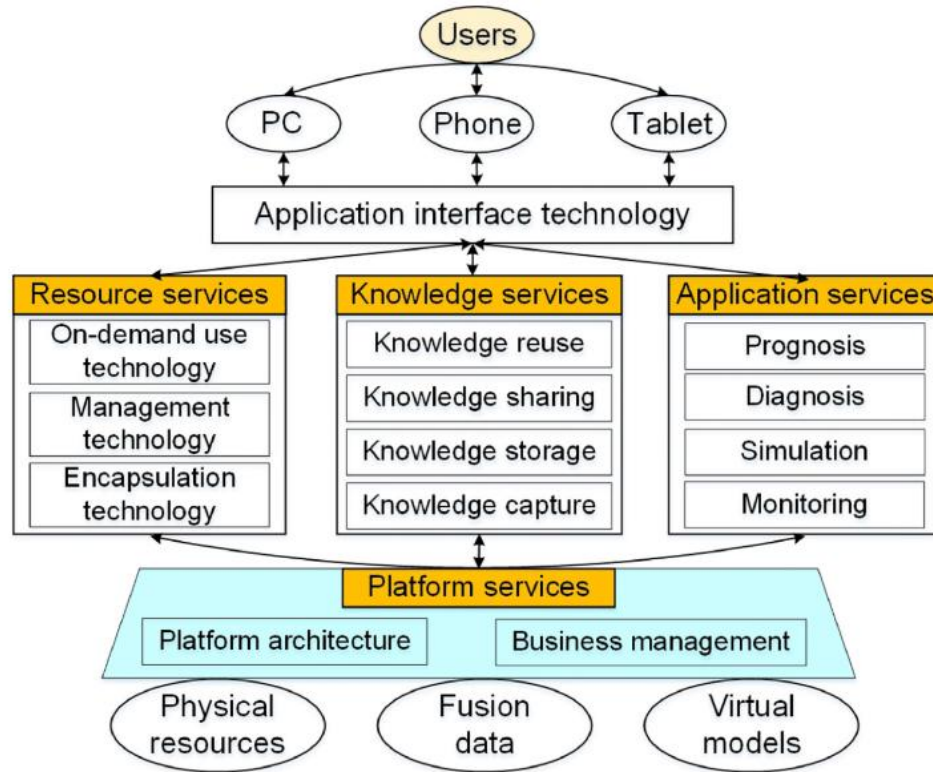 Users
PC
Phone
Tablet
Application interface technology
Resource services
On-demand use
technology
Management
technology
Encapsulation
technology
Knowledge services
Knowledge reuse
Knowledge sharing
Knowledge storage
Knowledge capture
Application services
Prognosis
Diagnosis
Simulation
Monitoring
Platform services
Platform architecture
Business management
Physical
resources
Fusion
data
Virtual
models